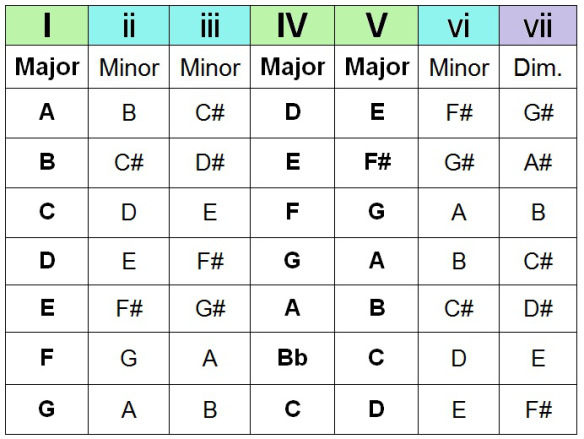 I ii iii IV V vi vii
Major Minor Minor Major Major Minor Dim.
A B C# D E F# G#
B C# D# E F# G# A#
C D E F G A B
D E F# G A B C#
E F# G# A B C# D#
F G A Bb C D E
G A B C D E F#